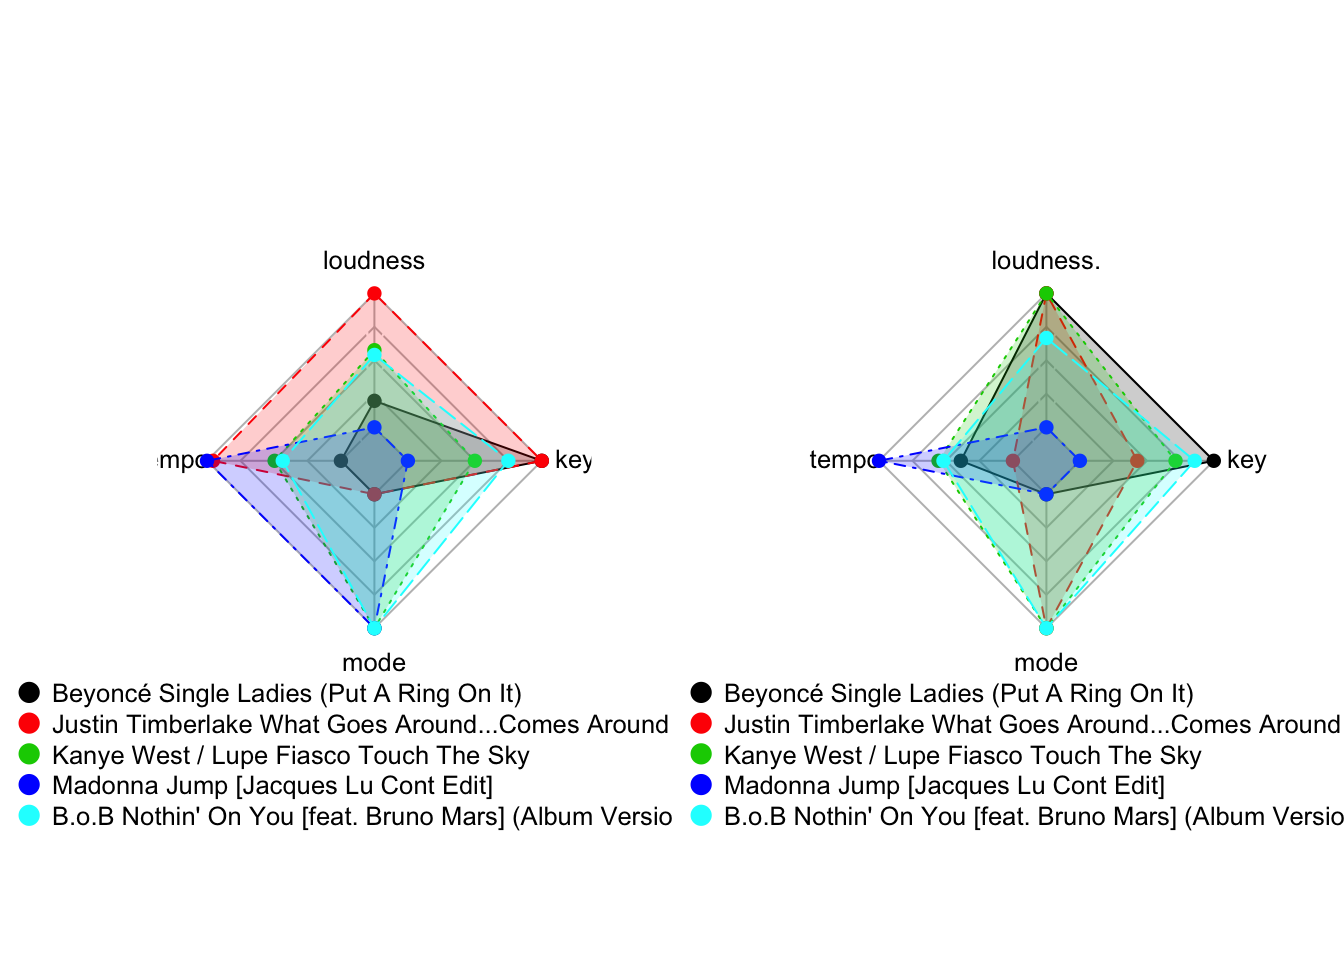 loudness
empo
key
mode
Beyoncé Single Ladies (Put A Ring On It)
Justin Timberlake What Goes Around...Comes Around
Kanye West / Lupe Fiasco Touch The Sky
Madonna Jump [Jacques Lu Cont Edit]
B.o.B Nothin' On You [feat. Bruno Mars] (Album Versio
loudness.
tempo
key
mode
Beyoncé Single Ladies (Put A Ring On It)
Justin Timberlake What Goes Around...Comes Around
Kanye West / Lupe Fiasco Touch The Sky
Madonna Jump [Jacques Lu Cont Edit]
B.o.B Nothin' On You [feat. Bruno Mars] (Album Versio